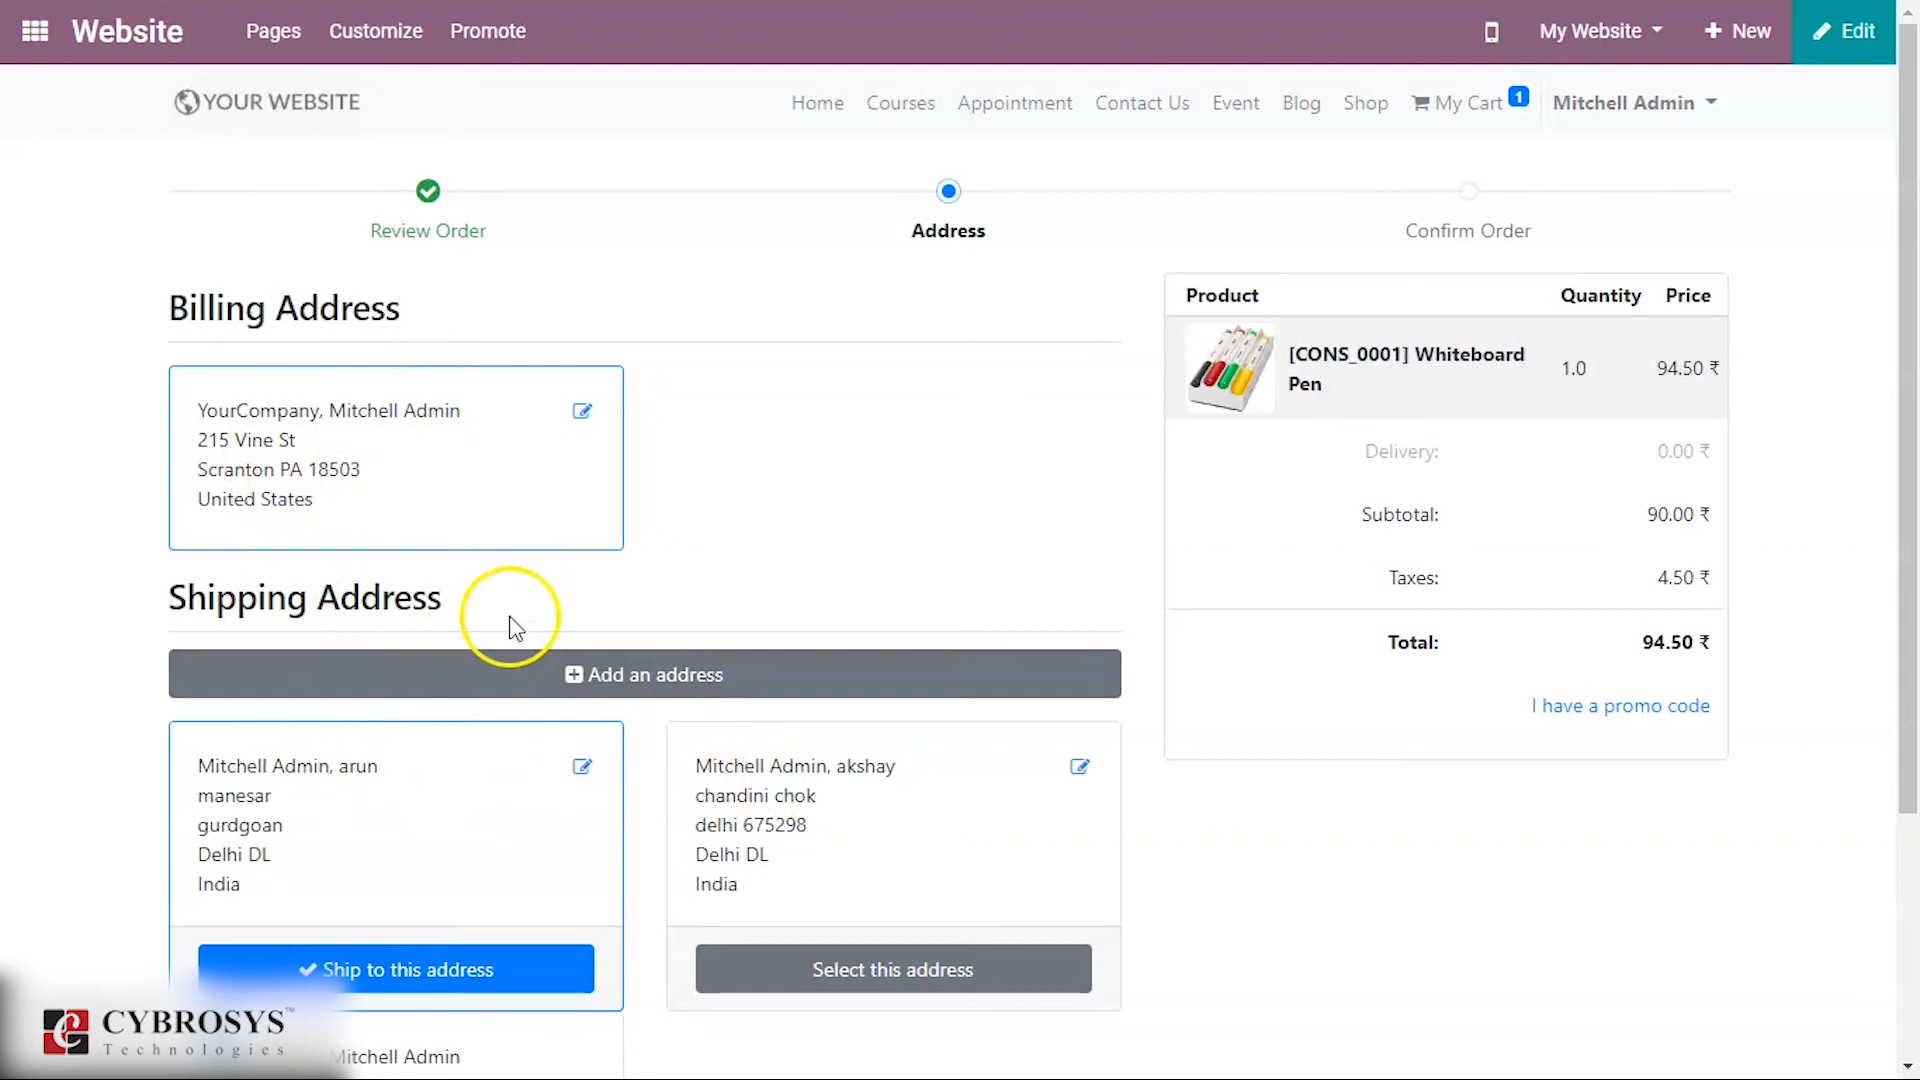 Website Pages Customize Promote My Website New Edit
YOUR WEBSITE Home Courses Appointment Contact Us Event Blog Shop My Cart 1 Mitchell Admin
Review Order Address Confirm Order
Billing Address
YourCompany, Mitchell Admin
215 Vine St
Scranton PA 18503
United States
Shipping Address
Add an address
Mitchell Admin, arun
manesar
gurdgoan
Delhi DL
India
Ship to this address
Mitchell Admin, akshay
chandini chok
delhi 675298
Delhi DL
India
Select this address
Mitchell Admin
Product Quantity Price
[CONS_0001] Whiteboard
Pen
1.0 94.50 ₹
Delivery: 0.00 ₹
Subtotal: 90.00 ₹
Taxes: 4.50 ₹
Total: 94.50 ₹
I have a promo code
CYBROSYS™
Technologies